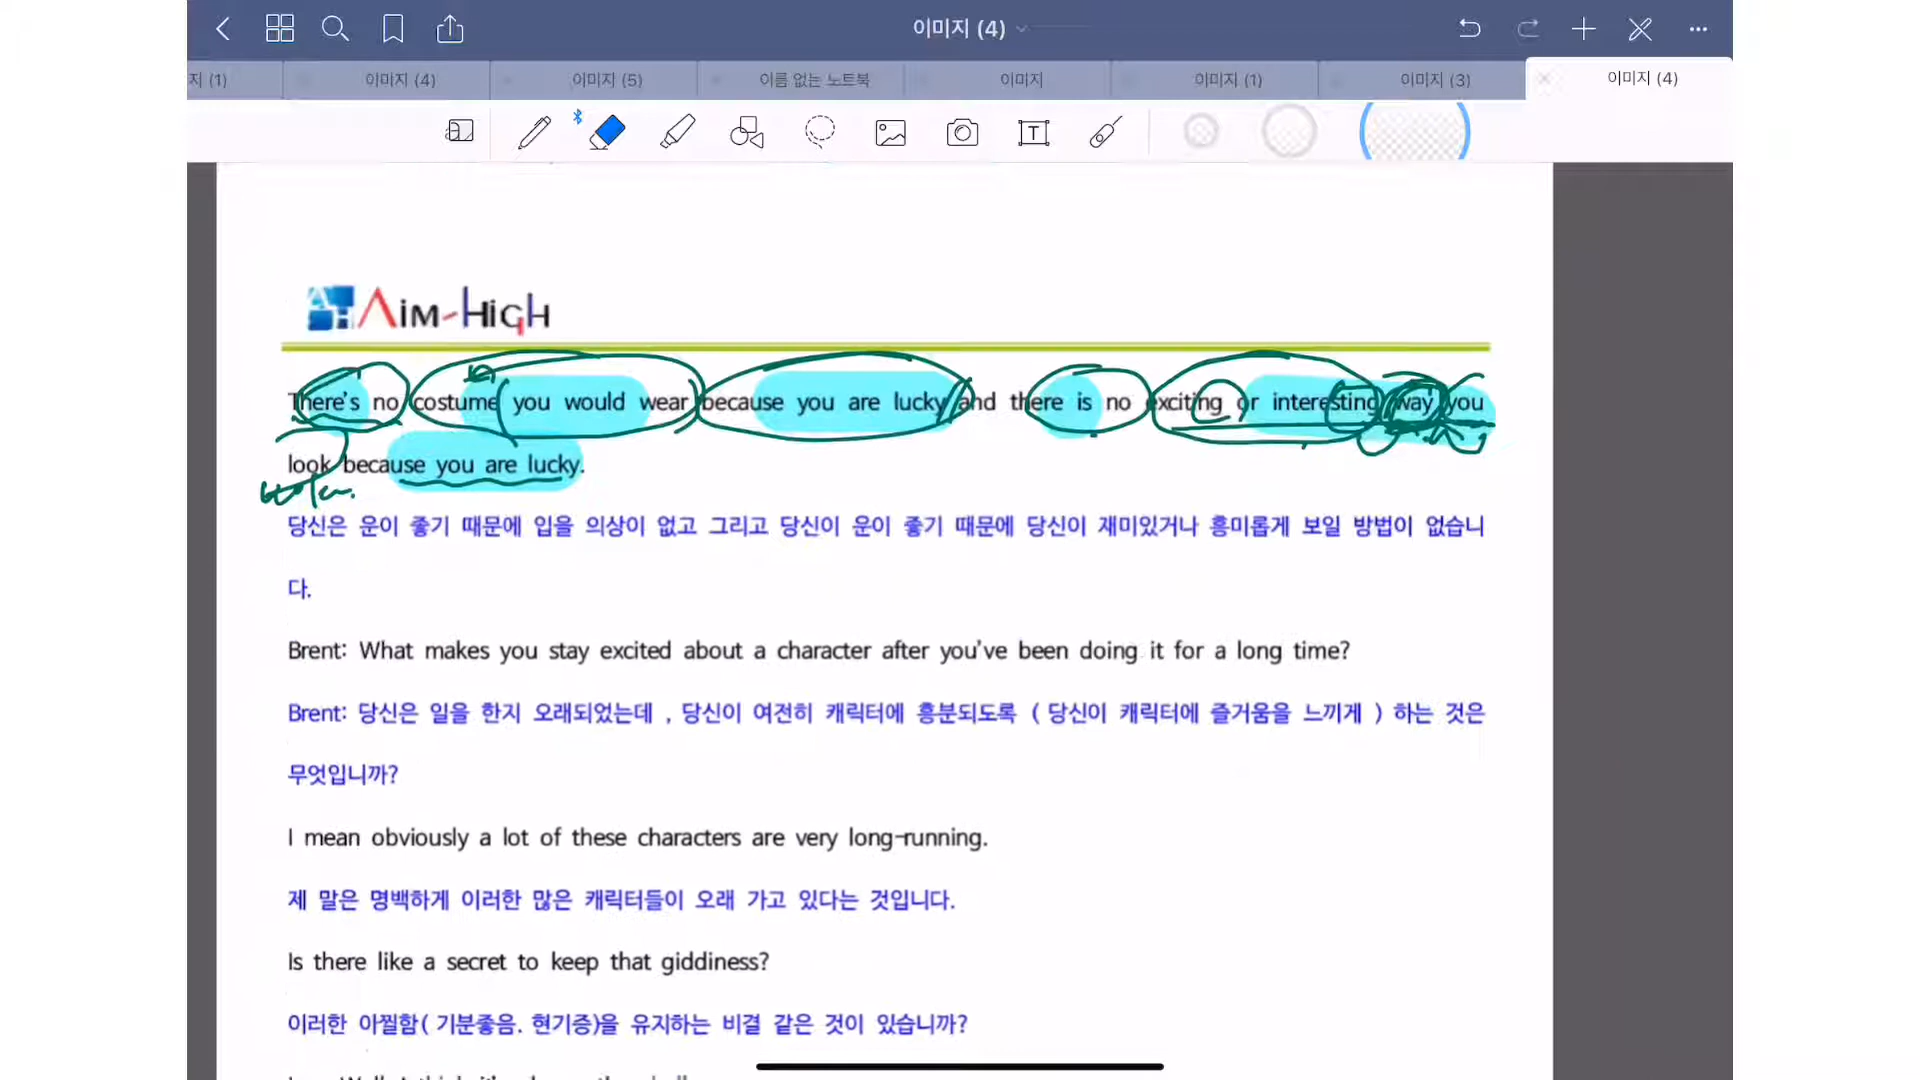 이미지 (4)
지 (1)
이미지 (4)
이미지 (5)
이름 없는 노트북
이미지
이미지 (1)
이미지 (3)
이미지 (4)
AH AIM-HIGH
There's no costume you would wear because you are lucky and there is no exciting or interesting way you
look because you are lucky.
당신은 운이 좋기 때문에 입을 의상이 없고 그리고 당신이 운이 좋기 때문에 당신이 재미있거나 흥미롭게 보일 방법이 없습니
다.
Brent: What makes you stay excited about a character after you've been doing it for a long time?
Brent: 당신은 일을 한지 오래되었는데 , 당신이 여전히 캐릭터에 흥분되도록 ( 당신이 캐릭터에 즐거움을 느끼게 ) 하는 것은
무엇입니까?
I mean obviously a lot of these characters are very long-running.
제 말은 명백하게 이러한 많은 캐릭터들이 오래 가고 있다는 것입니다.
Is there like a secret to keep that giddiness?
이러한 아찔함( 기분좋음. 현기증)을 유지하는 비결 같은 것이 있습니까?